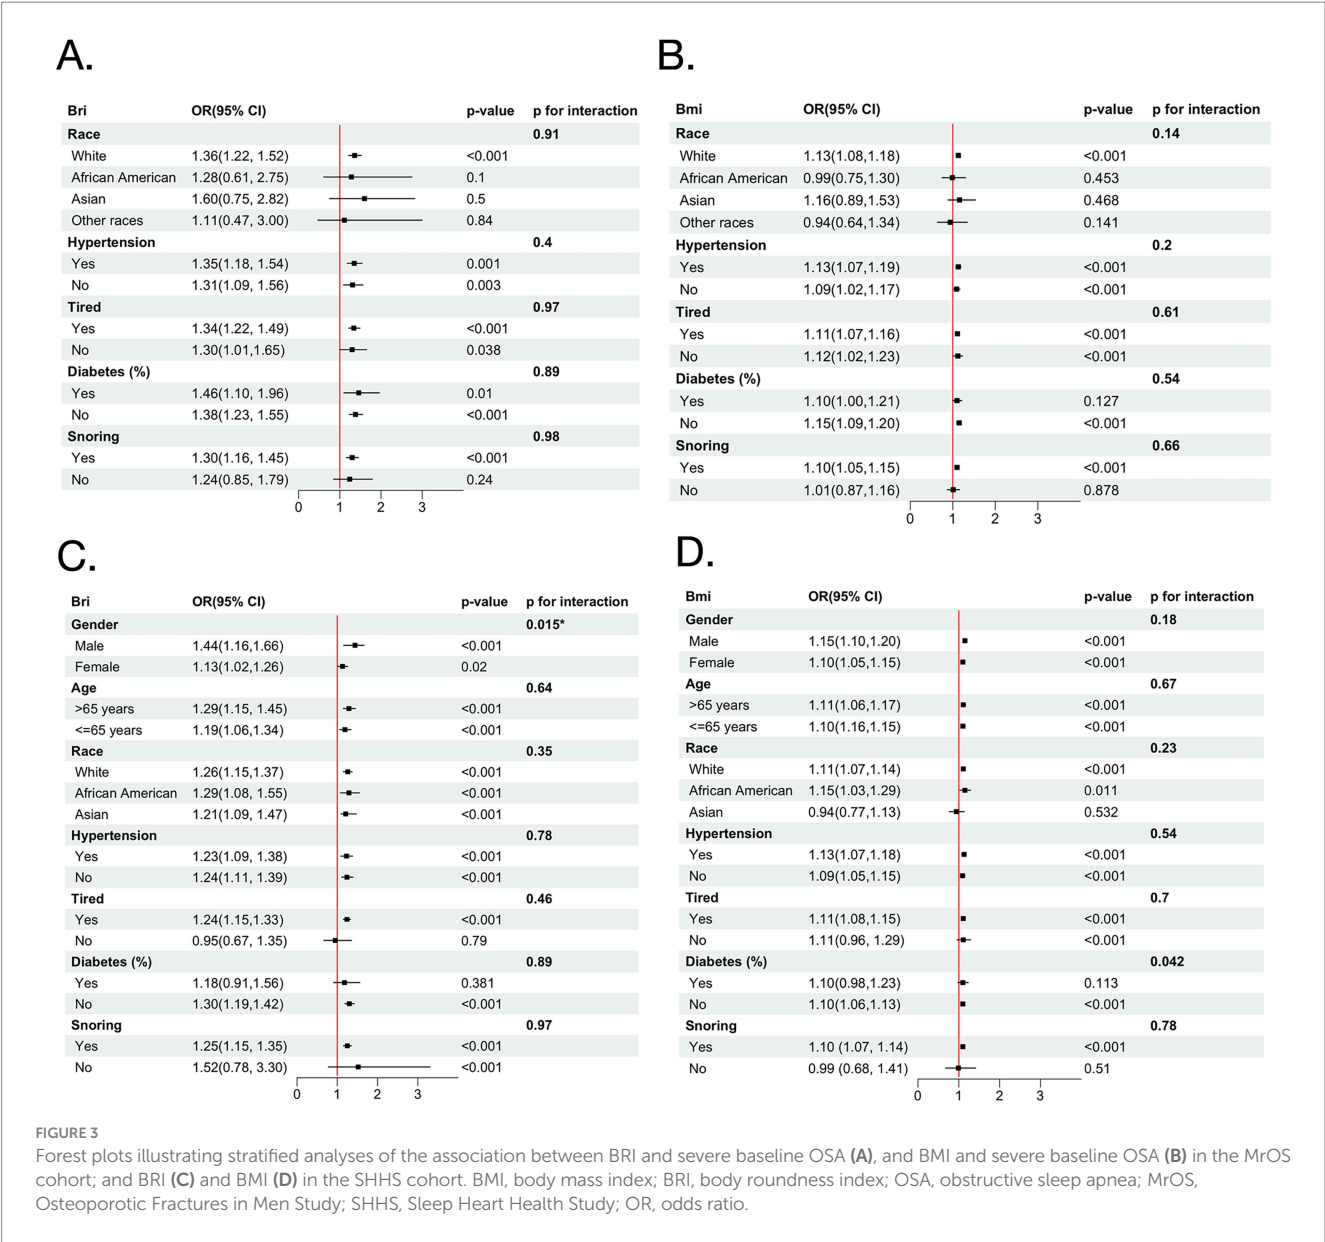 A.
Bri OR(95% CI) p-value p for interaction
Race 0.91
White 1.36(1.22, 1.52) <0.001
African American 1.28(0.61, 2.75) 0.1
Asian 1.60(0.75, 2.82) 0.5
Other races 1.11(0.47, 3.00) 0.84
Hypertension 0.4
Yes 1.35(1.18, 1.54) 0.001
No 1.31(1.09, 1.56) 0.003
Tired 0.97
Yes 1.34(1.22, 1.49) <0.001
No 1.30(1.01,1.65) 0.038
Diabetes (%) 0.89
Yes 1.46(1.10, 1.96) 0.01
No 1.38(1.23, 1.55) <0.001
Snoring 0.98
Yes 1.30(1.16, 1.45) <0.001
No 1.24(0.85, 1.79) 0.24
0 1 2 3
B.
Bmi OR(95% CI) p-value p for interaction
Race 0.14
White 1.13(1.08,1.18) <0.001
African American 0.99(0.75,1.30) 0.453
Asian 1.16(0.89,1.53) 0.468
Other races 0.94(0.64,1.34) 0.141
Hypertension 0.2
Yes 1.13(1.07,1.19) <0.001
No 1.09(1.02,1.17) <0.001
Tired 0.61
Yes 1.11(1.07,1.16) <0.001
No 1.12(1.02,1.23) <0.001
Diabetes (%) 0.54
Yes 1.10(1.00,1.21) 0.127
No 1.15(1.09,1.20) <0.001
Snoring 0.66
Yes 1.10(1.05,1.15) <0.001
No 1.01(0.87,1.16) 0.878
0 1 2 3
C.
Bri OR(95% CI) p-value p for interaction
Gender 0.015*
Male 1.44(1.16,1.66) <0.001
Female 1.13(1.02,1.26) 0.02
Age 0.64
>65 years 1.29(1.15, 1.45) <0.001
<=65 years 1.19(1.06,1.34) <0.001
Race 0.35
White 1.26(1.15,1.37) <0.001
African American 1.29(1.08, 1.55) <0.001
Asian 1.21(1.09, 1.47) <0.001
Hypertension 0.78
Yes 1.23(1.09, 1.38) <0.001
No 1.24(1.11, 1.39) <0.001
Tired 0.46
Yes 1.24(1.15,1.33) <0.001
No 0.95(0.67, 1.35) 0.79
Diabetes (%) 0.89
Yes 1.18(0.91,1.56) 0.381
No 1.30(1.19,1.42) <0.001
Snoring 0.97
Yes 1.25(1.15, 1.35) <0.001
No 1.52(0.78, 3.30) <0.001
0 1 2 3
D.
Bmi OR(95% CI) p-value p for interaction
Gender 0.18
Male 1.15(1.10,1.20) <0.001
Female 1.10(1.05,1.15) <0.001
Age 0.67
>65 years 1.11(1.06,1.17) <0.001
<=65 years 1.10(1.16,1.15) <0.001
Race 0.23
White 1.11(1.07,1.14) <0.001
African American 1.15(1.03,1.29) 0.011
Asian 0.94(0.77,1.13) 0.532
Hypertension 0.54
Yes 1.13(1.07,1.18) <0.001
No 1.09(1.05,1.15) <0.001
Tired 0.7
Yes 1.11(1.08,1.15) <0.001
No 1.11(0.96, 1.29) <0.001
Diabetes (%) 0.042
Yes 1.10(0.98,1.23) 0.113
No 1.10(1.06,1.13) <0.001
Snoring 0.78
Yes 1.10 (1.07, 1.14) <0.001
No 0.99 (0.68, 1.41) 0.51
0 1 2 3
FIGURE 3
Forest plots illustrating stratified analyses of the association between BRI and severe baseline OSA (A), and BMI and severe baseline OSA (B) in the MrOS
cohort; and BRI (C) and BMI (D) in the SHHS cohort. BMI, body mass index; BRI, body roundness index; OSA, obstructive sleep apnea; MrOS,
Osteoporotic Fractures in Men Study; SHHS, Sleep Heart Health Study; OR, odds ratio.